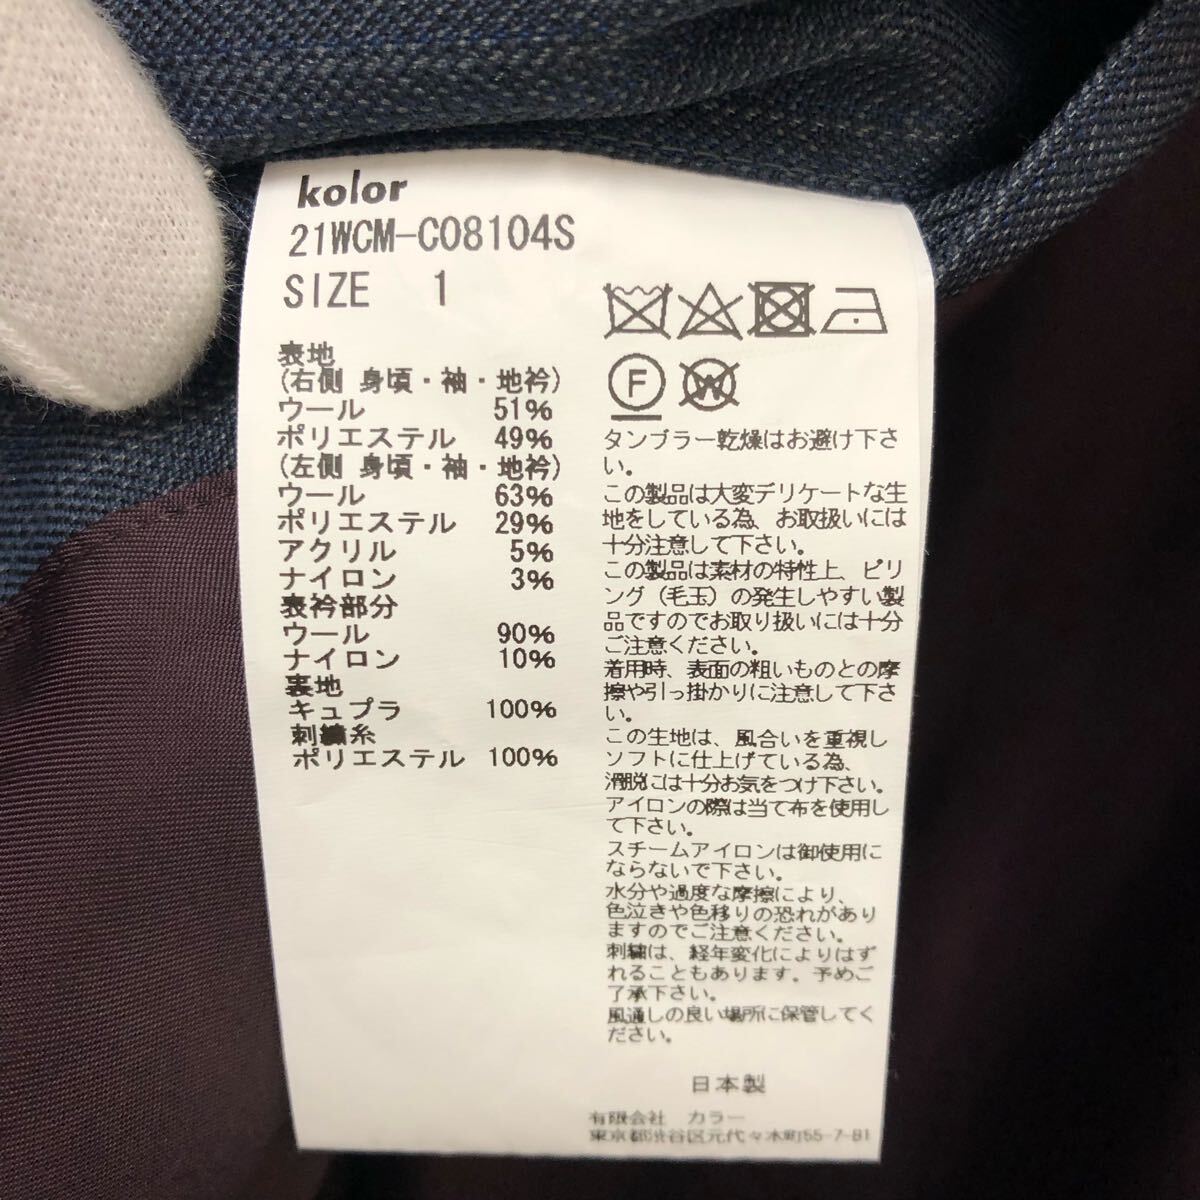 kolor
21WCM-C08104S
SIZE 1
表地
(右側 身頃・袖・地衿)
ウール 51%
ポリエステル 49%
(左側 身頃・袖・地衿)
ウール 63%
ポリエステル 29%
アクリル 5%
ナイロン 3%
表衿部分
ウール 90%
ナイロン 10%
裏地
キュプラ 100%
刺繍糸
ポリエステル 100%
F
W
タンブラー乾燥はお避け下さ
い。
この製品は大変デリケートな生
地をしている為、お取扱いには
十分注意して下さい。
この製品は素材の特性上、ピリ
ング（毛玉）の発生しやすい製
品ですのでお取り扱いには十分
ご注意ください。
着用時、表面の粗いものとの摩
擦や引っ掛かりに注意して下さ
い。
この生地は、風合いを重視し
ソフトに仕上げている為、
滑脱には十分お気をつけ下さい。
アイロンの際は当て布を使用し
て下さい。
スチームアイロンは御使用に
ならないで下さい。
水分や過度な摩擦により、
色泣きや色移りの恐れがあり
ますのでご注意ください。
刺繍は、経年変化によりはず
れることもあります。予めご
了承下さい。
風通しの良い場所に保管してく
ださい。
日本製
有限会社 カラー
東京都渋谷区元代々木町55-7-B1